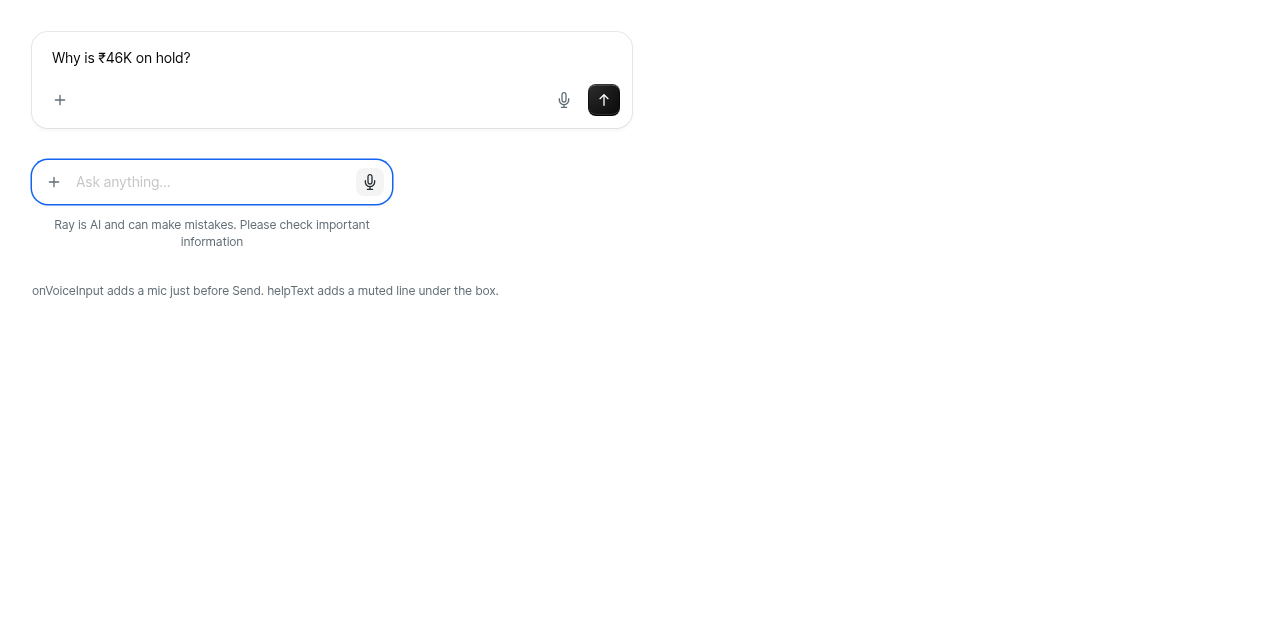 Why is ₹46K on hold?
Ask anything...
Ray is AI and can make mistakes. Please check important
information
onVoiceInput adds a mic just before Send. helpText adds a muted line under the box.